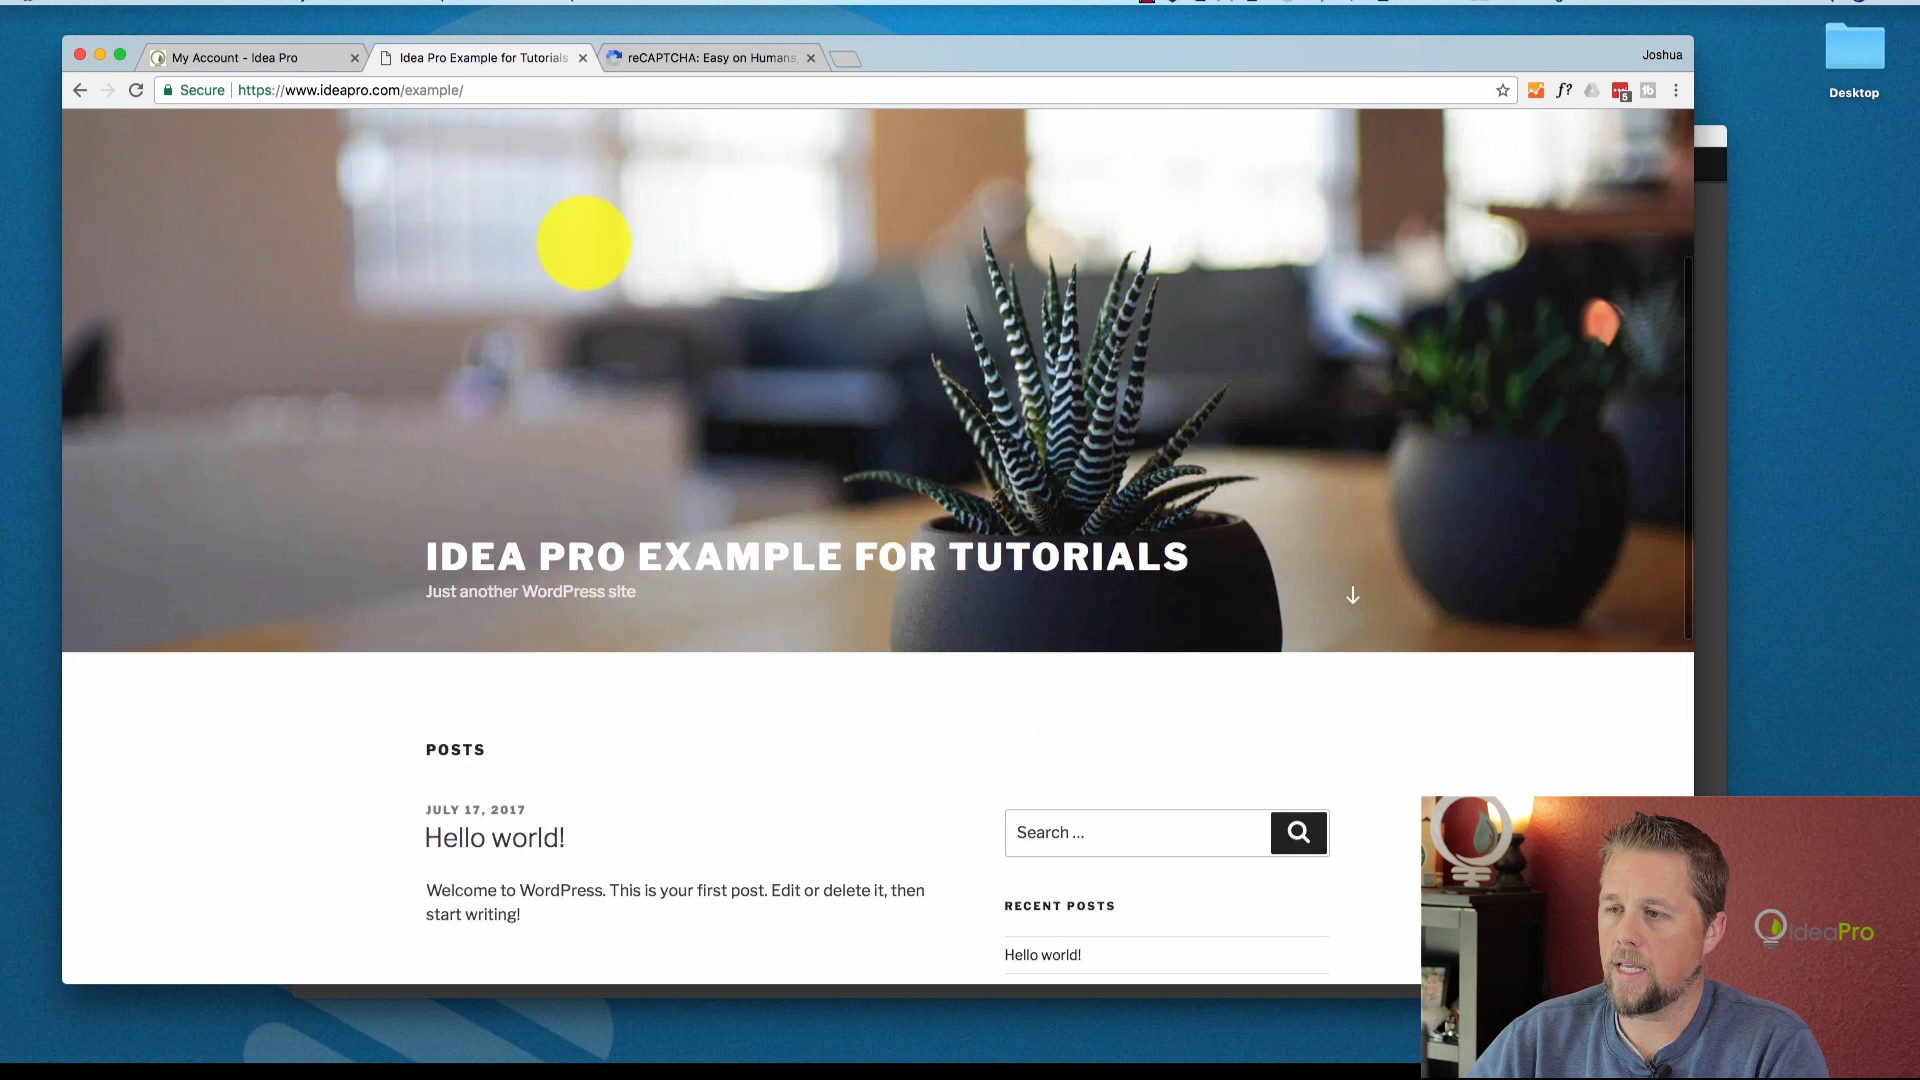 My Account - Idea Pro
Idea Pro Example for Tutorials
reCAPTCHA: Easy on Humans,
Joshua
Secure
https://www.ideapro.com/example/
f?
5
Desktop
IDEA PRO EXAMPLE FOR TUTORIALS
Just another WordPress site
POSTS
JULY 17, 2017
Hello world!
Welcome to WordPress. This is your first post. Edit or delete it, then
start writing!
Search ...
RECENT POSTS
Hello world!
IdeaPro